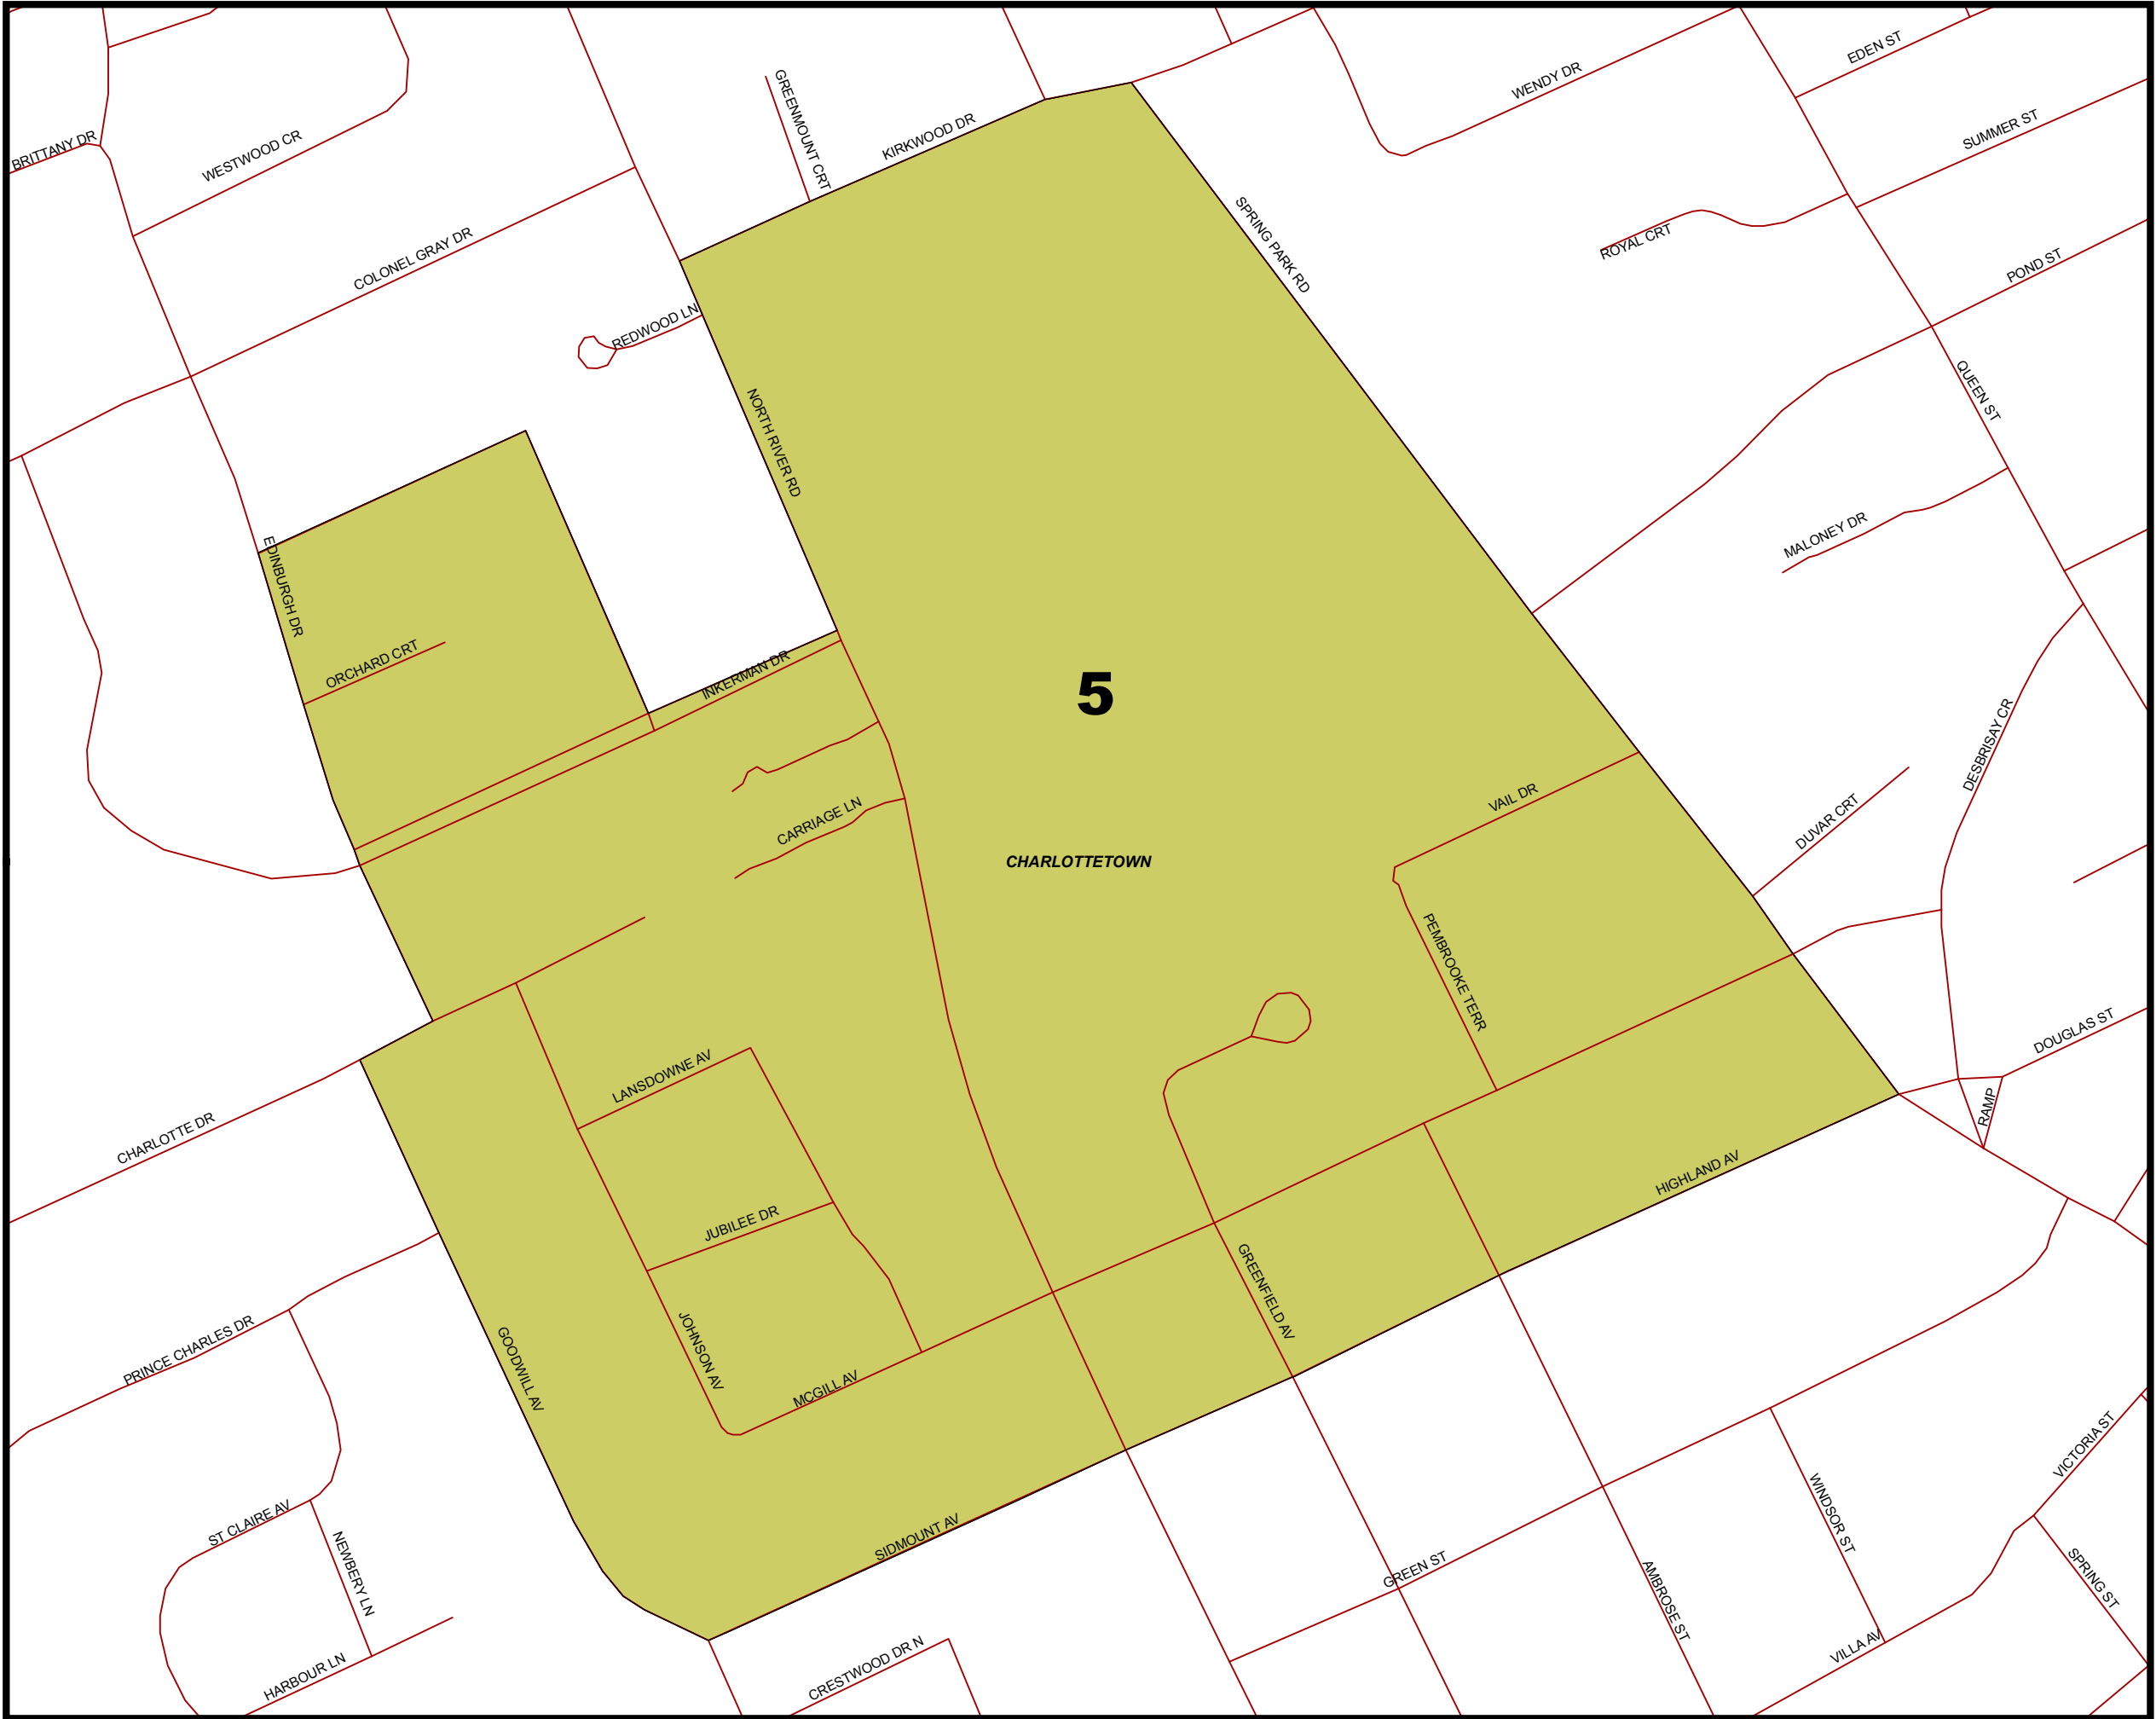 EDEN ST
WENDY DR
GREENMOUNT CRT
KIRKWOOD DR
SUMMER ST
BRITTANY DR
WESTWOOD CR
SPRING PARK RD
ROYAL CRT
COLONEL GRAY DR
POND ST
REDWOOD LN
NORTH RIVER RD
QUEEN ST
MALONEY DR
EDINBURGH DR
ORCHARD CRT
INKERMAN DR
5
DESBRISAY CR
VAIL DR
DUVAR CRT
CARRIAGE LN
CHARLOTTETOWN
PEMBROOKE TERR
DOUGLAS ST
LANSDOWNE AV
RAMP
CHARLOTTE DR
HIGHLAND AV
JUBILEE DR
GREENFIELD AV
PRINCE CHARLES DR
GOODWILL AV
JOHNSON AV
MCGILL AV
VICTORIA ST
WINDSOR ST
ST CLAIRE AV
SIDMOUNT AV
NEWBERY LN
GREEN ST
AMBROSE ST
SPRING ST
VILLA AV
HARBOUR LN
CRESTWOOD DR N